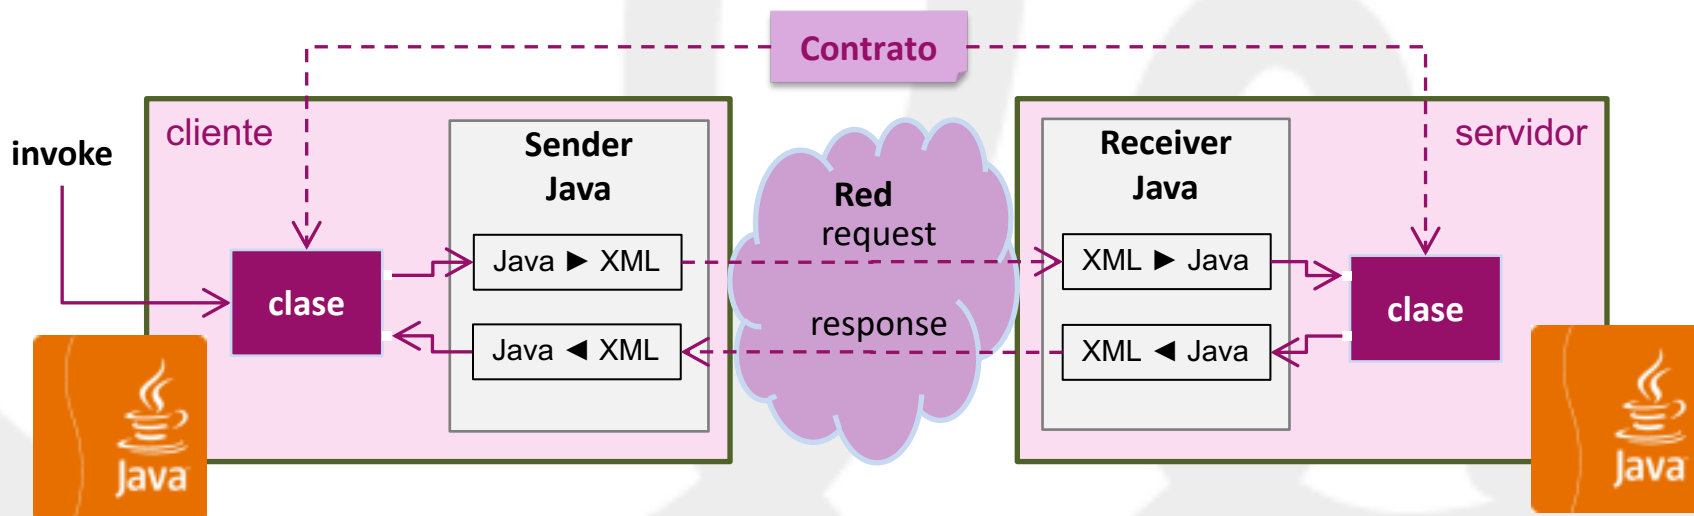 Contrato
invoke
cliente
Sender
Java
Java ► XML
Java ◄ XML
clase
Red
request
response
Receiver
Java
XML ► Java
XML ◄ Java
servidor
clase
Java
Java